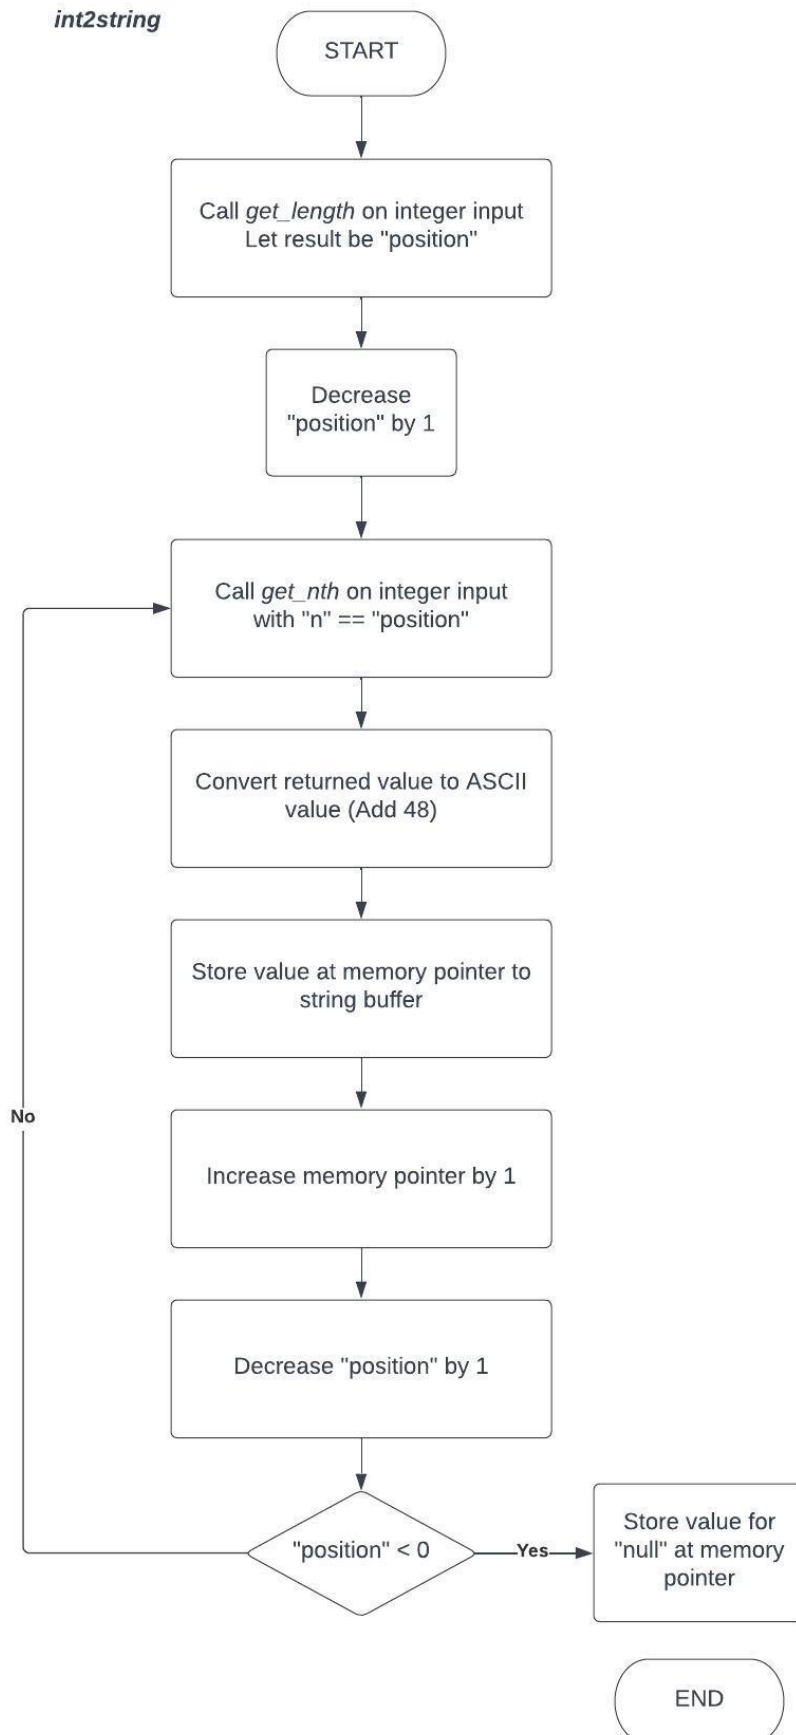 int2string
START
Call get_length on integer input
Let result be "position"
Decrease
"position" by 1
Call get_nth on integer input
with "n" == "position"
Convert returned value to ASCII
value (Add 48)
Store value at memory pointer to
string buffer
No
Increase memory pointer by 1
Decrease "position" by 1
"position" < 0
Yes
Store value for
"null" at memory
pointer
END